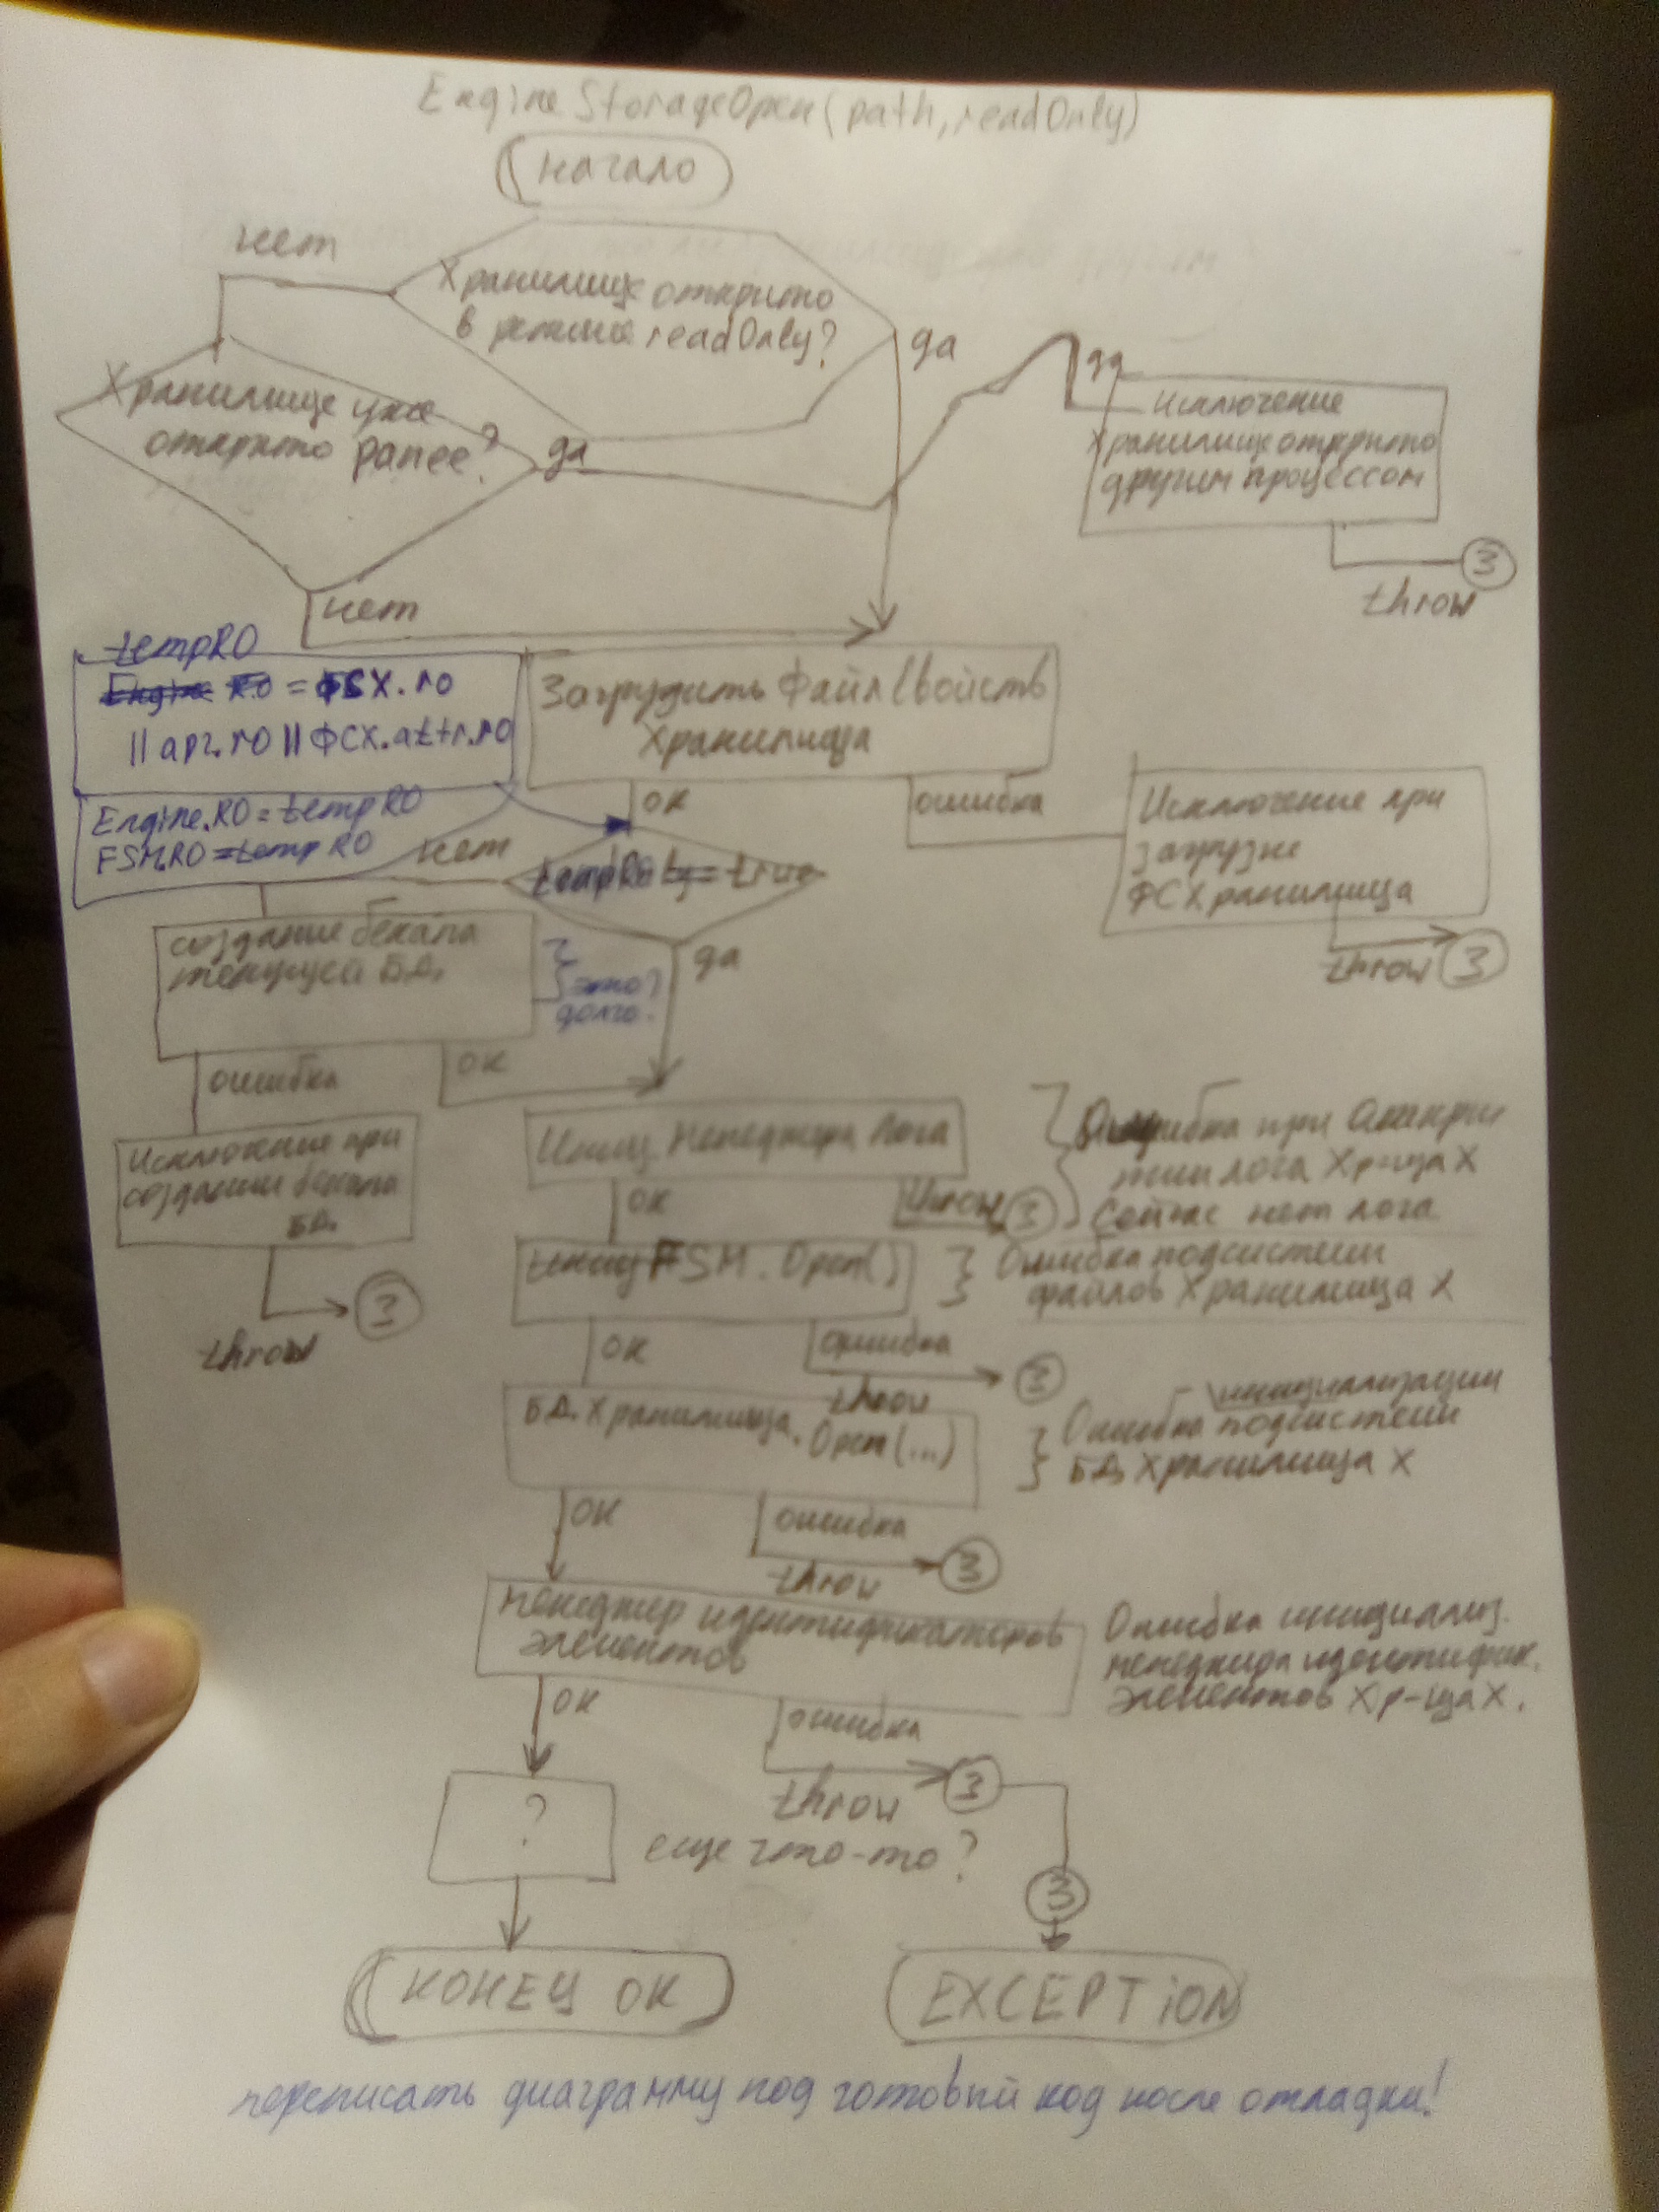 Engine StorageOpen(path, readOnly)
начало
нет
Хранилище открыто
в режиме readOnly?
да
да
Хранилище уже
открыто ранее?
да
Исключение
Хранилище открыто
другим процессом
throw
3
нет
tempRO
Engine RO = ФСХ.ro
|| арг.ro || ФСХ.attr.ro
Загрузить Файл Свойств
Хранилища
ок
ошибка
Engine.RO = tempRO
FSM.RO = temp RO
нет
tempRO == true
да
Исключение при
загрузке
ФСХранилища
throw
3
создание бекапа
текущей БД.
это?
долго.
ошибка
ок
Исключение при
создании бекапа
БД.
throw
3
Иниц. Менеджера Лога
ок
throw
3
Ошибка при открытии лога Хр-ща Х
Сейчас нет лога
FSM.Open()
Ошибка подсистемы
файлов Хранилища Х
ок
ошибка
throw
3
БД.Хранилища.Open(...)
инициализации
Ошибка подсистемы
БД Хранилища Х
ок
ошибка
throw
3
менеджер идентификаторов
элементов
Ошибка инициализ.
менеджера идентифик.
элементов Хр-ща Х.
ок
ошибка
throw
3
?
еще что-то?
3
КОНЕЦ ОК
EXCEPTION
переписать диаграмму под готовый код после отладки!